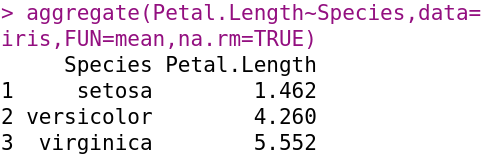 > aggregate(Petal.Length~Species,data=
iris,FUN=mean,na.rm=TRUE)
     Species Petal.Length
1     setosa        1.462
2 versicolor        4.260
3  virginica        5.552